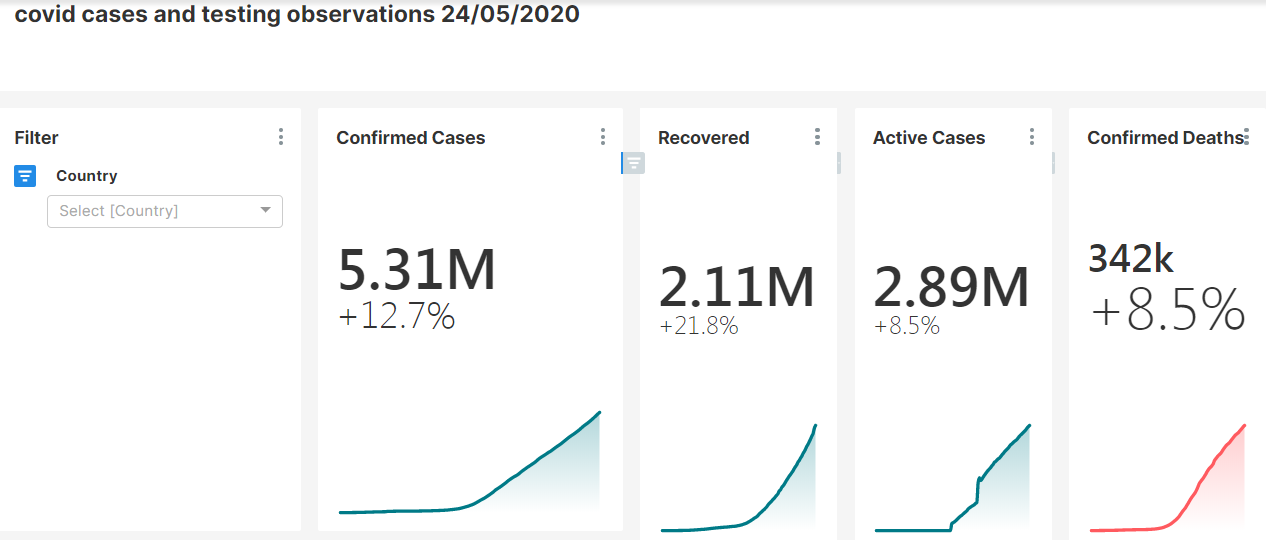 covid cases and testing observations 24/05/2020
Filter
Country
Select [Country]
Confirmed Cases
5.31M
+12.7%
Recovered
2.11M
+21.8%
Active Cases
2.89M
+8.5%
Confirmed Deaths
342k
+8.5%